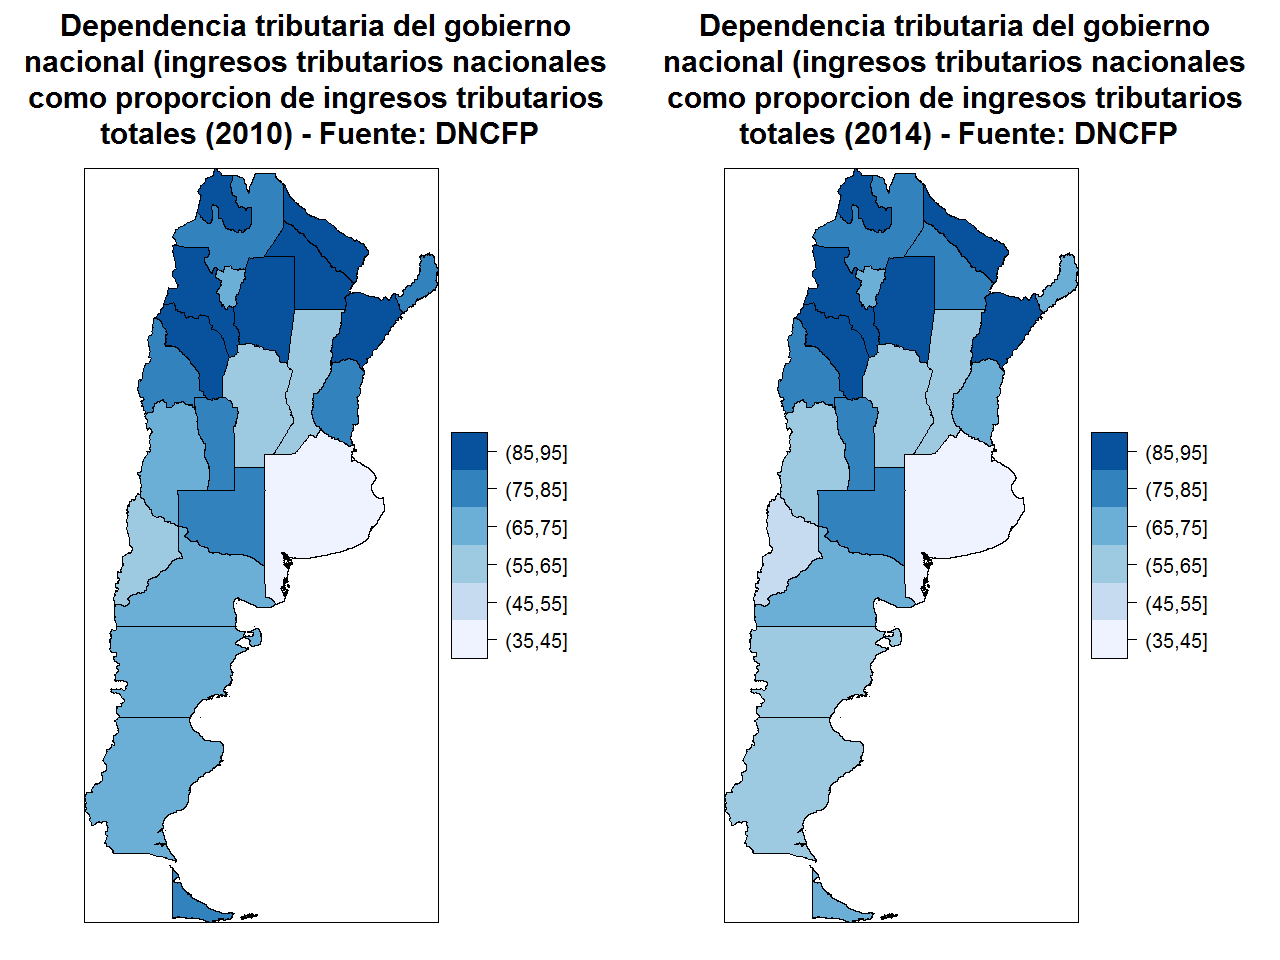 Dependencia tributaria del gobierno
nacional (ingresos tributarios nacionales
como proporcion de ingresos tributarios
totales (2010) - Fuente: DNCFP
(85,95]
(75,85]
(65,75]
(55,65]
(45,55]
(35,45]
Dependencia tributaria del gobierno
nacional (ingresos tributarios nacionales
como proporcion de ingresos tributarios
totales (2014) - Fuente: DNCFP
(85,95]
(75,85]
(65,75]
(55,65]
(45,55]
(35,45]